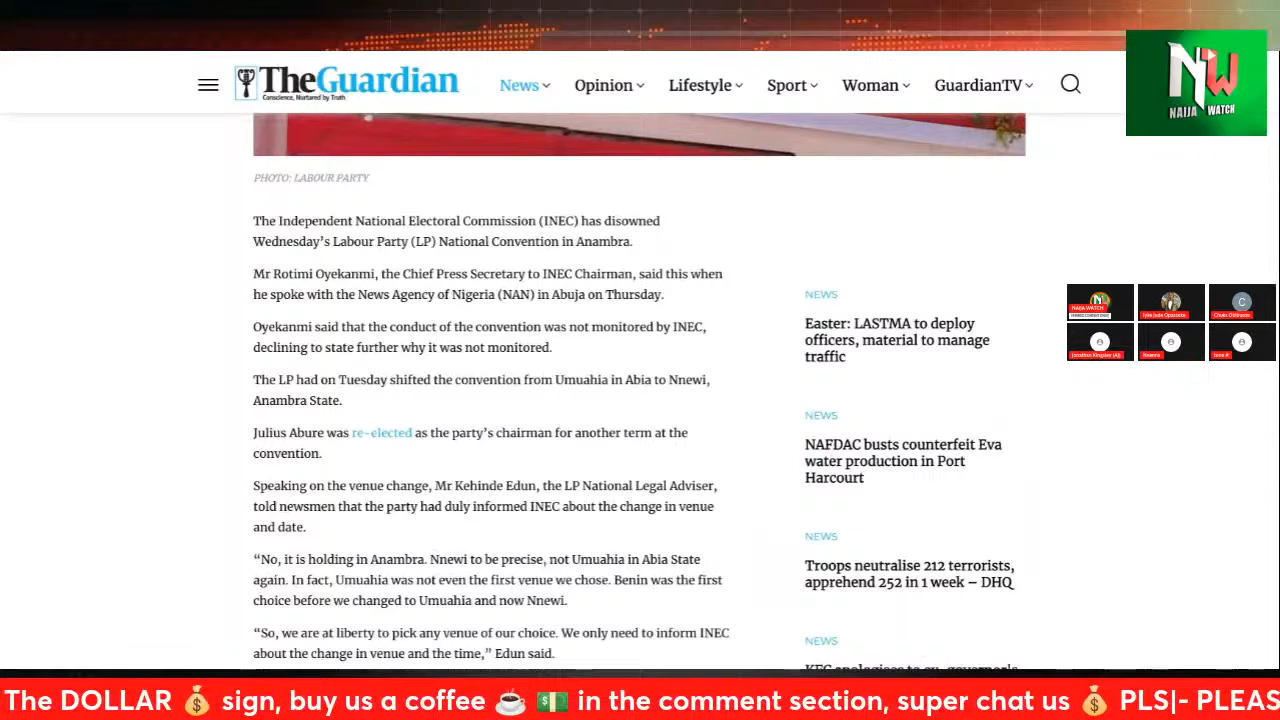 TheGuardian
Conscience, Nurtured by Truth
News
Opinion
Lifestyle
Sport
Woman
GuardianTV
NW
NAIJA WATCH
PHOTO: LABOUR PARTY
The Independent National Electoral Commission (INEC) has disowned
Wednesday's Labour Party (LP) National Convention in Anambra.
Mr Rotimi Oyekanmi, the Chief Press Secretary to INEC Chairman, said this when
he spoke with the News Agency of Nigeria (NAN) in Abuja on Thursday.
Oyekanmi said that the conduct of the convention was not monitored by INEC,
declining to state further why it was not monitored.
The LP had on Tuesday shifted the convention from Umuahia in Abia to Nnewi,
Anambra State.
Julius Abure was re-elected as the party's chairman for another term at the
convention.
Speaking on the venue change, Mr Kehinde Edun, the LP National Legal Adviser,
told newsmen that the party had duly informed INEC about the change in venue
and date.
“No, it is holding in Anambra. Nnewi to be precise, not Umuahia in Abia State
again. In fact, Umuahia was not even the first venue we chose. Benin was the first
choice before we changed to Umuahia and now Nnewi.
“So, we are at liberty to pick any venue of our choice. We only need to inform INEC
about the change in venue and the time,” Edun said.
NEWS
Easter: LASTMA to deploy
officers, material to manage
traffic
NEWS
NAFDAC busts counterfeit Eva
water production in Port
Harcourt
NEWS
Troops neutralise 212 terrorists,
apprehend 252 in 1 week – DHQ
NEWS
KFC apologises to ex-governor's
NAIJA WATCH
C
The DOLLAR 💰 sign, buy us a coffee ☕ 💵 in the comment section, super chat us 💰 PLS|- PLEAS